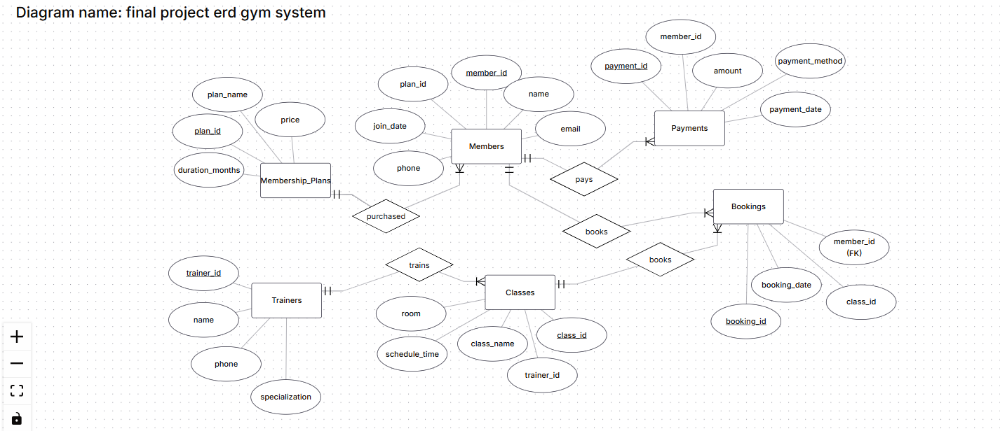 Diagram name: final project erd gym system
member_id
payment_id
amount
payment_method
payment_date
Payments
plan_id
member_id
name
join_date
email
phone
Members
plan_name
price
plan_id
duration_months
Membership_Plans
purchased
pays
books
Bookings
member_id
(FK)
booking_date
class_id
booking_id
books
trains
trainer_id
Trainers
name
phone
specialization
Classes
room
schedule_time
class_name
class_id
trainer_id